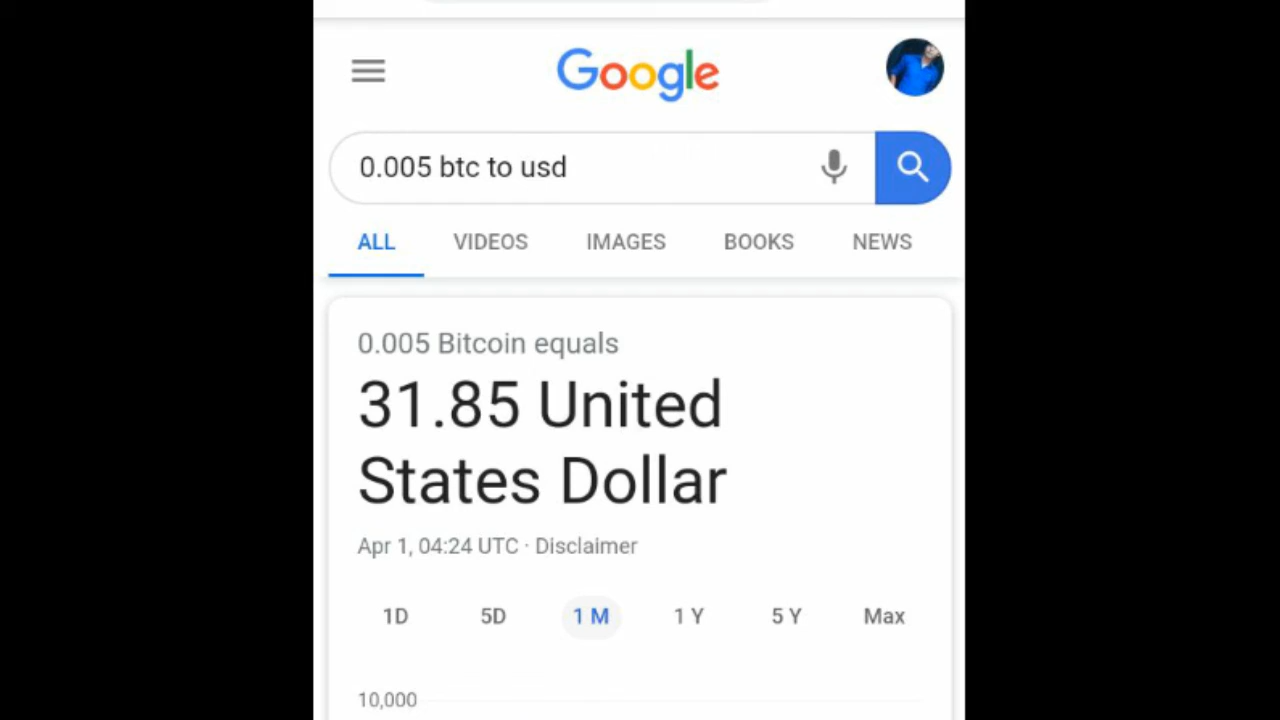 Google
0.005 btc to usd
ALL VIDEOS IMAGES BOOKS NEWS
0.005 Bitcoin equals
31.85 United
States Dollar
Apr 1, 04:24 UTC · Disclaimer
1D 5D 1 M 1 Y 5 Y Max
10,000